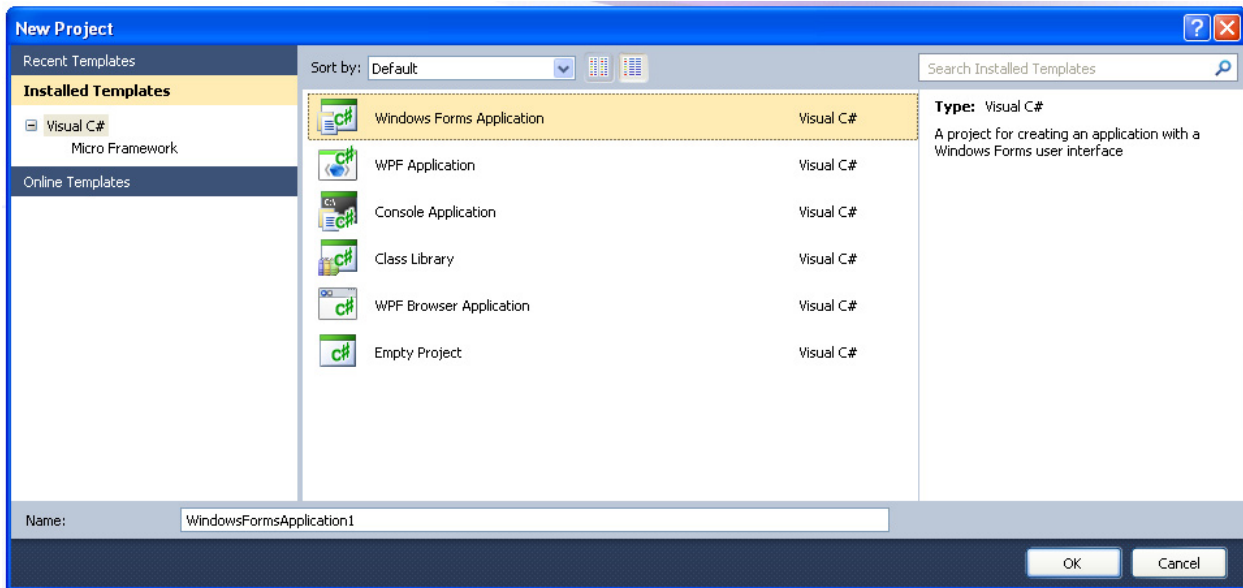 New Project
Recent Templates
Installed Templates
Visual C#
Micro Framework
Online Templates
Sort by: Default
Search Installed Templates
Windows Forms Application Visual C#
WPF Application Visual C#
Console Application Visual C#
Class Library Visual C#
WPF Browser Application Visual C#
Empty Project Visual C#
Type: Visual C#
A project for creating an application with a
Windows Forms user interface
Name: WindowsFormsApplication1
OK Cancel